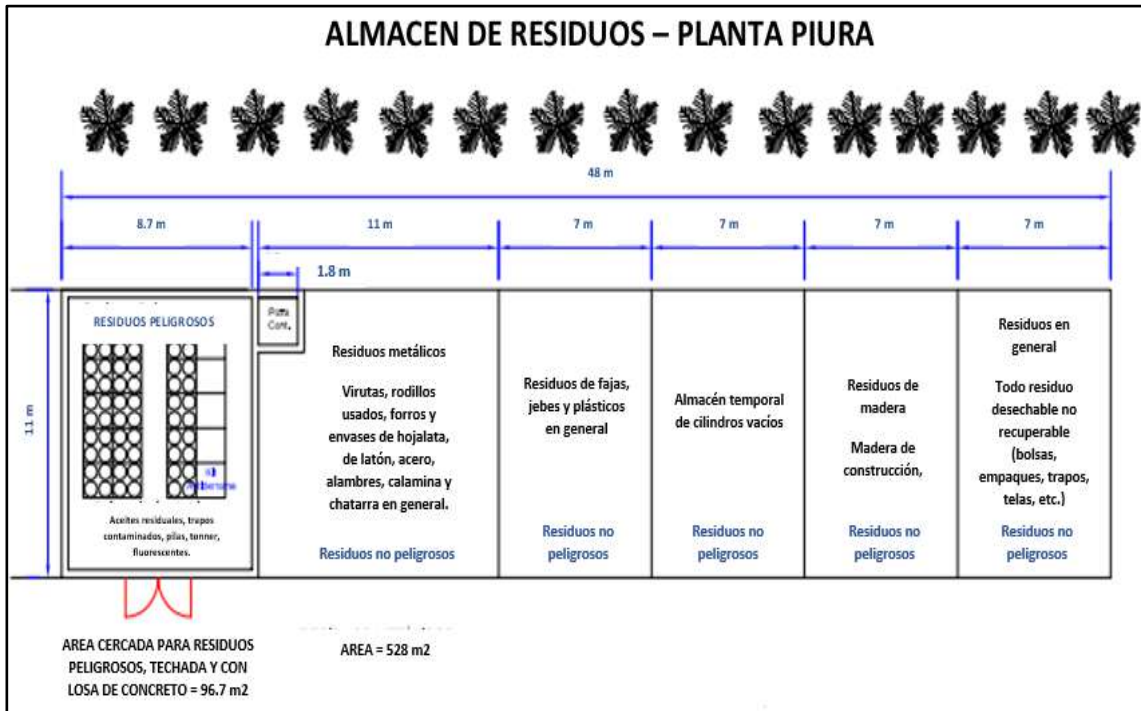 ALMACEN DE RESIDUOS – PLANTA PIURA
48 m
8.7 m
11 m
7 m
7 m
7 m
7 m
1.8 m
11 m
RESIDUOS PELIGROSOS
Aceites residuales, trapos
contaminados, pilas, tonner,
fluorescentes.
Cont.
Residuos metálicos
Virutas, rodillos
usados, forros y
envases de hojalata,
de latón, acero,
alambres, calamina y
chatarra en general.
Residuos no peligrosos
Residuos de fajas,
jebes y plásticos
en general
Residuos no
peligrosos
Almacén temporal
de cilindros vacíos
Residuos no
peligrosos
Residuos de
madera
Madera de
construcción,
Residuos no
peligrosos
Residuos en
general
Todo residuo
desechable no
recuperable
(bolsas,
empaques, trapos,
telas, etc.)
Residuos no
peligrosos
AREA CERCADA PARA RESIDUOS
PELIGROSOS, TECHADA Y CON
LOSA DE CONCRETO = 96.7 m2
AREA = 528 m2